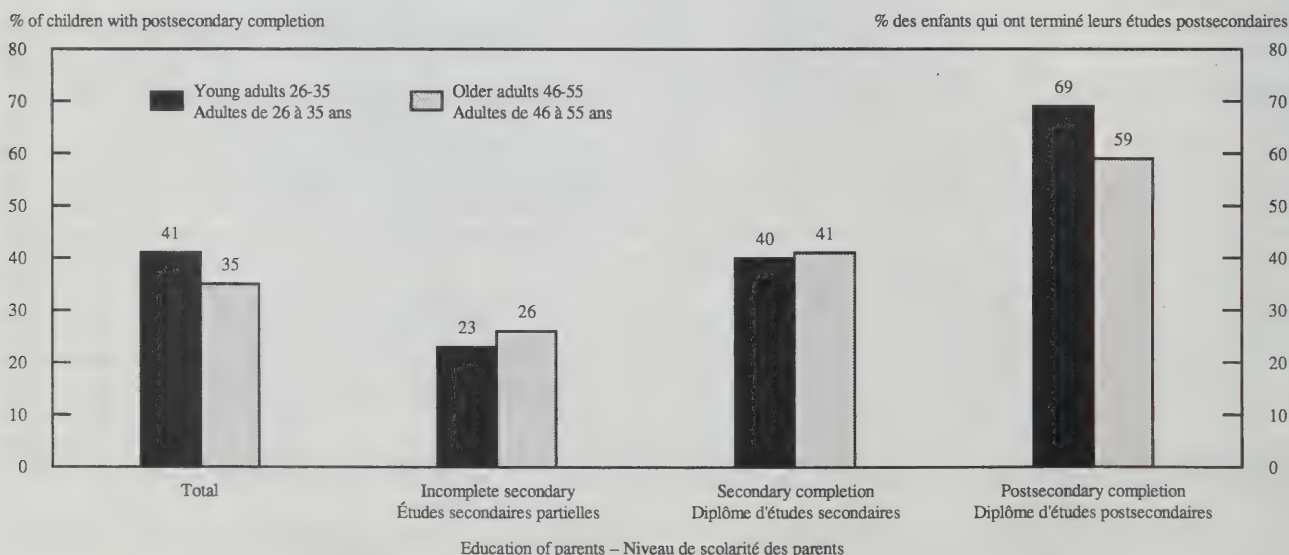 % of children with postsecondary completion
% des enfants qui ont terminé leurs études postsecondaires
80
70
60
50
40
30
20
10
0
80
70
60
50
40
30
20
10
0
Young adults 26-35
Adultes de 26 à 35 ans
Older adults 46-55
Adultes de 46 à 55 ans
41
35
23
26
40
41
69
59
Total
Incomplete secondary
Études secondaires partielles
Secondary completion
Diplôme d'études secondaires
Postsecondary completion
Diplôme d'études postsecondaires
Education of parents – Niveau de scolarité des parents